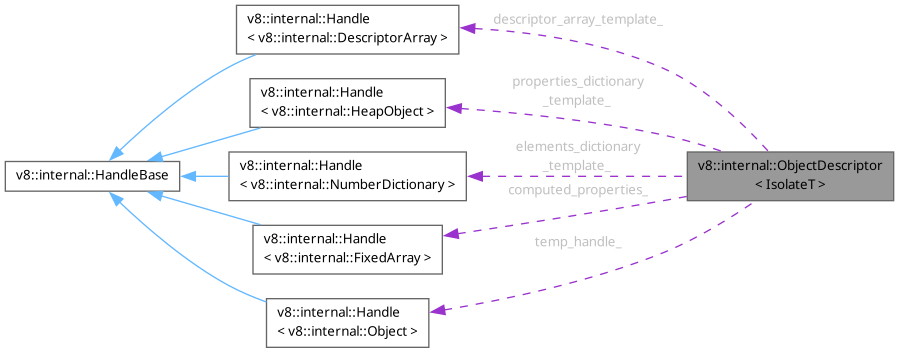 v8::internal::Handle
< v8::internal::DescriptorArray >
descriptor_array_template_
v8::internal::Handle
< v8::internal::HeapObject >
properties_dictionary
_template_
v8::internal::HandleBase
v8::internal::Handle
< v8::internal::NumberDictionary >
elements_dictionary
_template_
v8::internal::ObjectDescriptor
< IsolateT >
computed_properties_
v8::internal::Handle
< v8::internal::FixedArray >
temp_handle_
v8::internal::Handle
< v8::internal::Object >